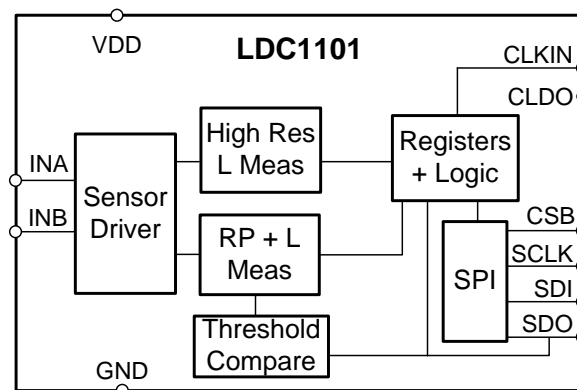 VDD
LDC1101
CLKIN
CLDO
High Res
L Meas
Registers
+ Logic
INA
INB
Sensor
Driver
RP + L
Meas
CSB
SCLK
SPI
SDI
SDO
Threshold
Compare
GND